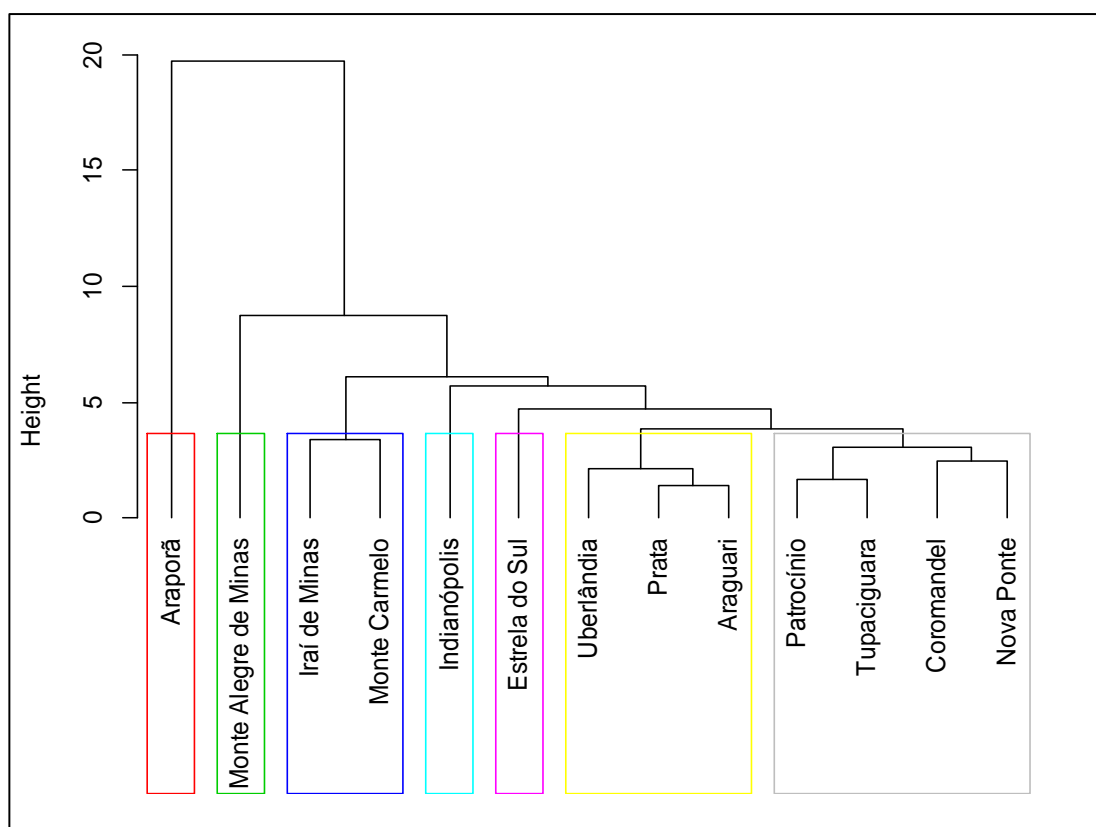 20
15
10
5
0
Height
Araporã
Monte Alegre de Minas
Iraí de Minas
Monte Carmelo
Indianópolis
Estrela do Sul
Uberlândia
Prata
Araguari
Patrocínio
Tupaciguara
Coromandel
Nova Ponte